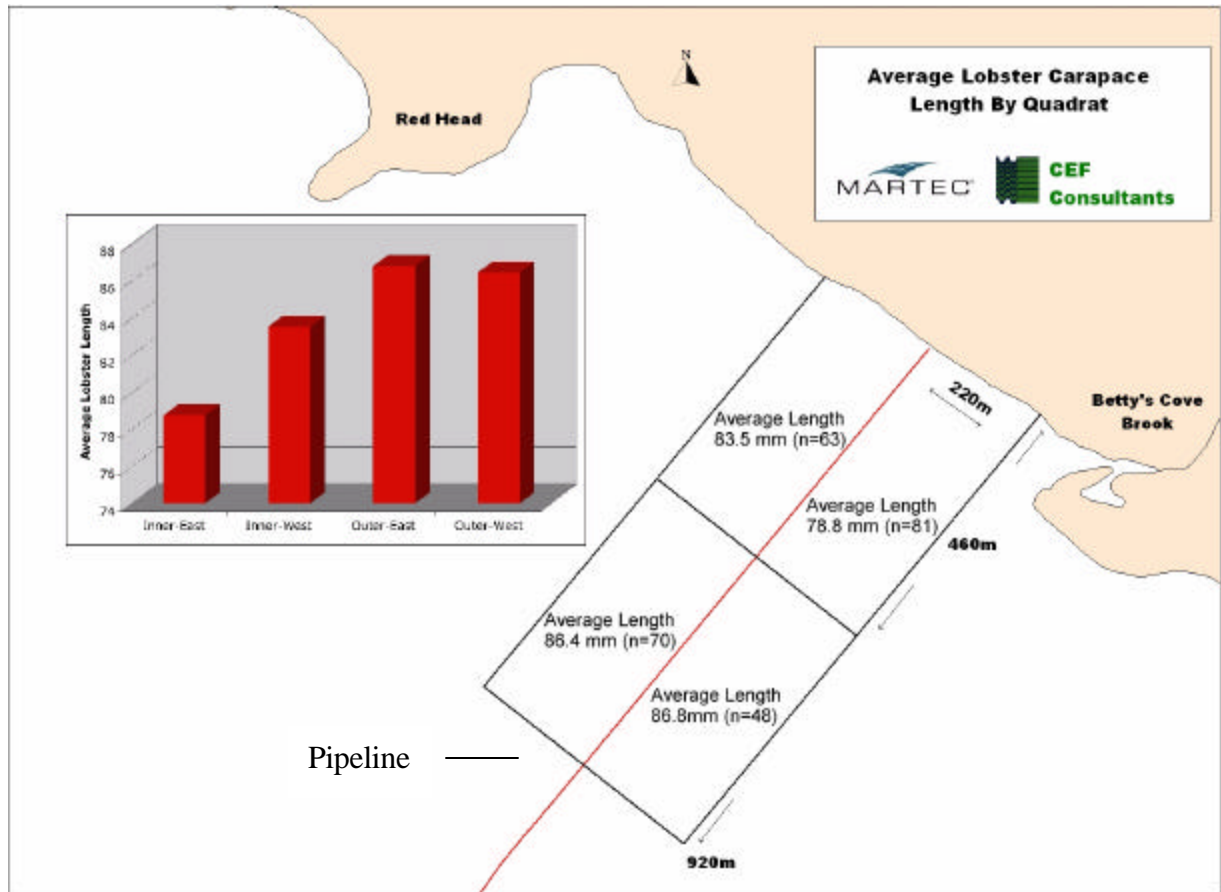 N
Average Lobster Carapace
Length By Quadrat
MARTEC
CEF
Consultants
Red Head
88
86
84
82
80
78
76
74
Average Lobster Length
Inner-East
Inner-West
Outer-East
Outer-West
220m
Betty's Cove
Brook
Average Length
83.5 mm (n=63)
Average Length
78.8 mm (n=81)
460m
Average Length
86.4 mm (n=70)
Average Length
86.8mm (n=48)
Pipeline
920m